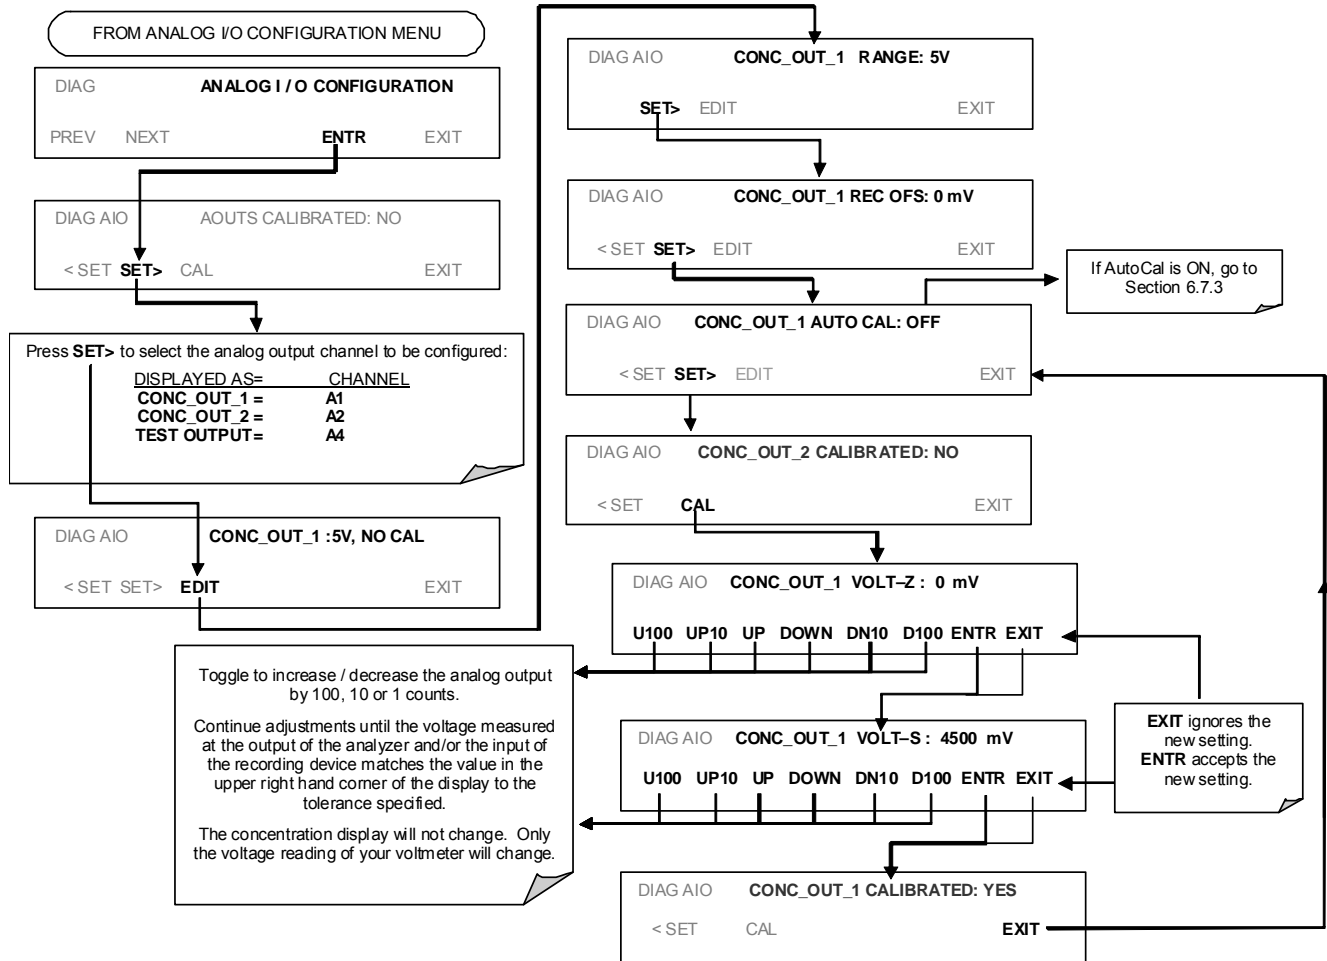 FROM ANALOG I/O CONFIGURATION MENU
DIAG ANALOG I / O CONFIGURATION
PREV NEXT ENTR EXIT
DIAG AIO AOUTS CALIBRATED: NO
< SET SET> CAL EXIT
Press SET> to select the analog output channel to be configured:
DISPLAYED AS= CHANNEL
CONC_OUT_1 = A1
CONC_OUT_2 = A2
TEST OUTPUT= A4
DIAG AIO CONC_OUT_1 :5V, NO CAL
< SET SET> EDIT EXIT
DIAG AIO CONC_OUT_1 RANGE: 5V
SET> EDIT EXIT
DIAG AIO CONC_OUT_1 REC OFS: 0 mV
< SET SET> EDIT EXIT
If AutoCal is ON, go to
Section 6.7.3
DIAG AIO CONC_OUT_1 AUTO CAL: OFF
< SET SET> EDIT EXIT
DIAG AIO CONC_OUT_2 CALIBRATED: NO
< SET CAL EXIT
DIAG AIO CONC_OUT_1 VOLT–Z : 0 mV
U100 UP10 UP DOWN DN10 D100 ENTR EXIT
Toggle to increase / decrease the analog output
by 100, 10 or 1 counts.
Continue adjustments until the voltage measured
at the output of the analyzer and/or the input of
the recording device matches the value in the
upper right hand corner of the display to the
tolerance specified.
The concentration display will not change. Only
the voltage reading of your voltmeter will change.
DIAG AIO CONC_OUT_1 VOLT–S : 4500 mV
U100 UP10 UP DOWN DN10 D100 ENTR EXIT
EXIT ignores the
new setting.
ENTR accepts the
new setting.
DIAG AIO CONC_OUT_1 CALIBRATED: YES
< SET CAL EXIT